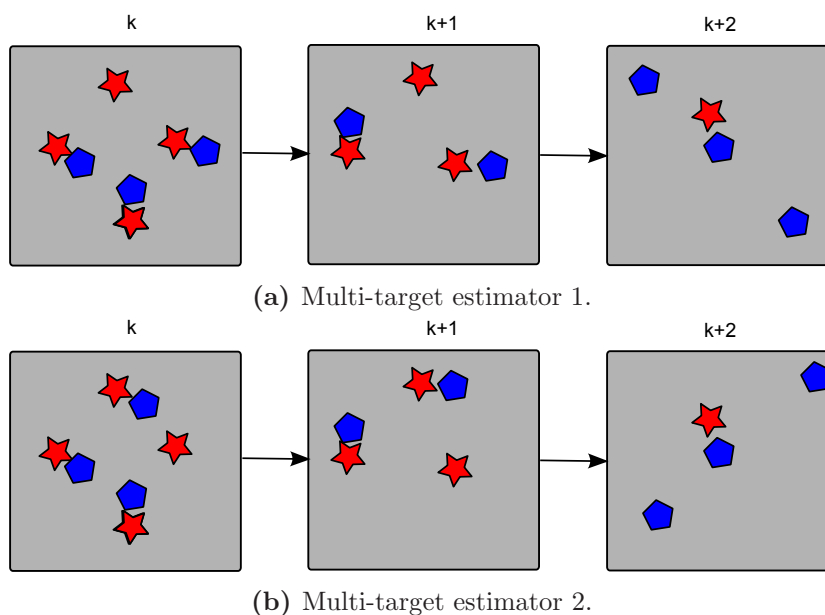 k k+1 k+2
(a) Multi-target estimator 1.
k k+1 k+2
(b) Multi-target estimator 2.